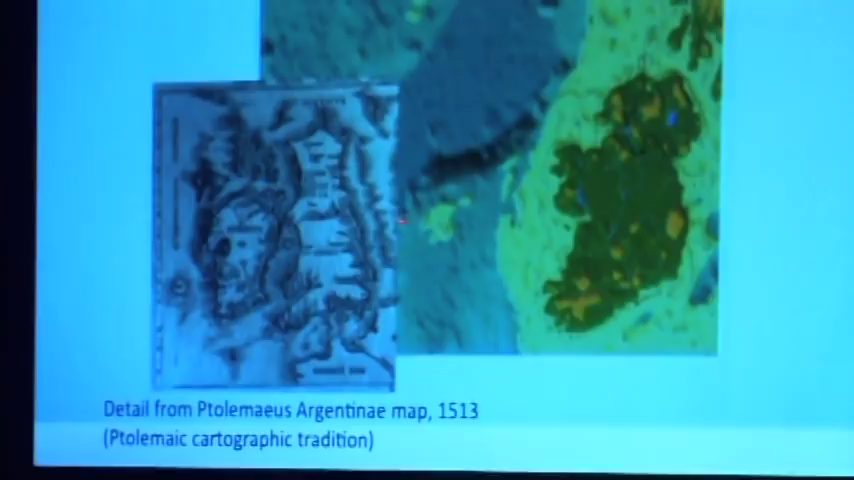 Detail from Ptolemaeus Argentinae map, 1513
(Ptolemaic cartographic tradition)